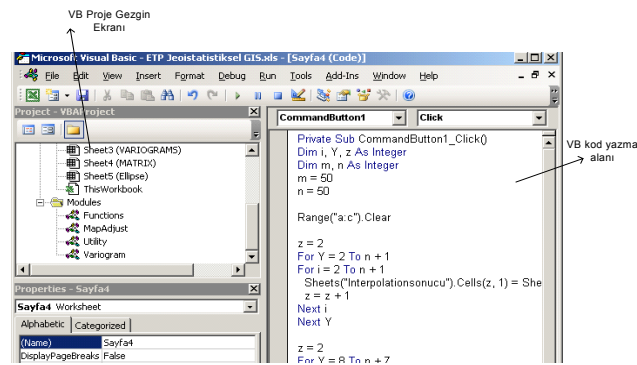 VB Proje Gezgin
Ekranı
Microsoft Visual Basic - ETP Jeoistatistiksel GIS.xls - [Sayfa4 (Code)]
File Edit View Insert Format Debug Run Tools Add-Ins Window Help
Project - VBAProject
Sheet3 (VARIOGRAMS)
Sheet4 (MATRIX)
Sheet5 (Ellipse)
ThisWorkbook
Modules
Functions
MapAdjust
Utility
Variogram
Properties - Sayfa4
Sayfa4 Worksheet
Alphabetic Categorized
(Name) Sayfa4
DisplayPageBreaks False
CommandButton1 Click
Private Sub CommandButton1_Click()
Dim i, Y, z As Integer
Dim m, n As Integer
m = 50
n = 50
Range("a:c").Clear
z = 2
For Y = 2 To n + 1
For i = 2 To n + 1
Sheets("Interpolationsonucu").Cells(z, 1) = She
z = z + 1
Next i
Next Y
z = 2
For Y = 8 To n + 7
VB kod yazma
alanı